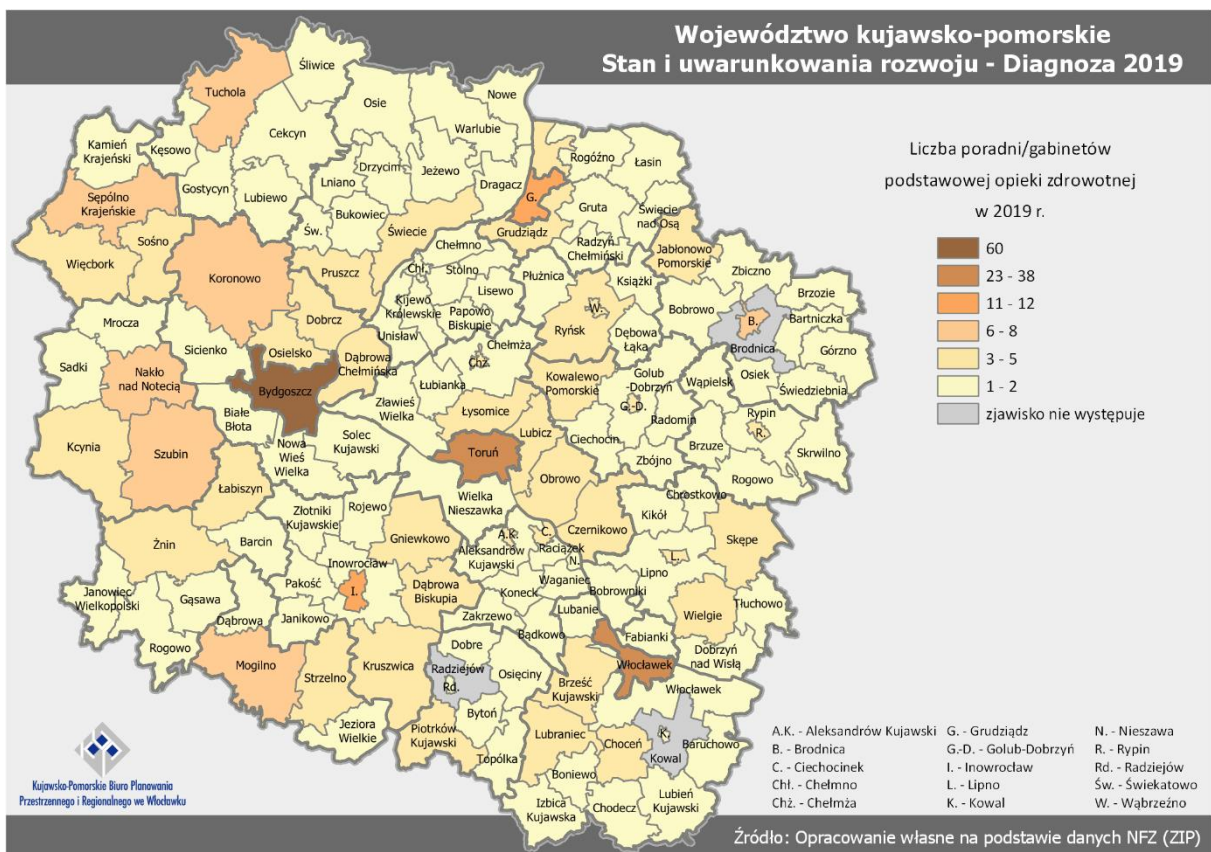 Województwo kujawsko-pomorskie
Stan i uwarunkowania rozwoju - Diagnoza 2019
Liczba poradni/gabinetów
podstawowej opieki zdrowotnej
w 2019 r.
60
23 - 38
11 - 12
6 - 8
3 - 5
1 - 2
zjawisko nie występuje
Śliwice
Tuchola
Nowe
Osie
Warlubie
Cekcyn
Kamień
Krajeński
Kęsowo
Rogóźno
Łasin
Drzycim
Jeżewo
Lniano
Dragacz
G.
Gostycyn
Lubiewo
Bukowiec
Sępólno
Krajeńskie
Gruta
Świecie
nad Osą
Św.
Świecie
Grudziądz
Sośno
Więcbork
Radzyń
Chełmiński
Jabłonowo
Pomorskie
Chełmno
Koronowo
Pruszcz
Chł.
Stolno
Płużnica
Książki
Zbiczno
Lisewo
Brzozie
Kijewo
Królewskie
Papowo
Biskupie
W.
Bobrowo
Bartniczka
Mrocza
Dobrcz
Ryńsk
B.
Unisław
Sicienko
Osielsko
Dębowa
Łąka
Brodnica
Górzno
Chełmża
Sadki
Nakło
nad Notecią
Dąbrowa
Chełmińska
Chż.
Golub
-Dobrzyń
Wąpielsk
Osiek
Bydgoszcz
Łubianka
Kowalewo
Pomorskie
Świedziebnia
G.-D.
Zławieś
Wielka
Białe
Błota
Łysomice
Radomin
Rypin
Kcynia
Szubin
Nowa
Wieś
Wielka
Solec
Kujawski
Lubicz
Ciechocin
Brzuze
R.
Skrwilno
Toruń
Zbójno
Obrowo
Rogowo
Łabiszyn
Wielka
Nieszawka
Chrostkowo
Złotniki
Kujawskie
Rojewo
Kikół
Czernikowo
Skępe
Żnin
Barcin
Gniewkowo
A.K.
C.
Aleksandrów
Kujawski
Raciążek
N.
L.
Inowrocław
Lipno
Pakość
I.
Waganiec
Janowiec
Wielkopolski
Gąsawa
Dąbrowa
Biskupia
Koneck
Bobrowniki
Wielgie
Tłuchowo
Janikowo
Lubanie
Dąbrowa
Zakrzewo
Bądkowo
Fabianki
Rogowo
Dobrzyń
nad Wisłą
Mogilno
Dobre
Kruszwica
Włocławek
Strzelno
Radziejów
Osięciny
Brześć
Kujawski
Włocławek
Rd.
Jeziora
Wielkie
Bytoń
Piotrków
Kujawski
Lubraniec
Choceń
K.
Kowal
Baruchowo
Topólka
Boniewo
Izbica
Kujawska
Chodecz
Lubień
Kujawski
A.K. - Aleksandrów Kujawski
B. - Brodnica
C. - Ciechocinek
Chł. - Chełmno
Chż. - Chełmża
G. - Grudziądz
G.-D. - Golub-Dobrzyń
I. - Inowrocław
L. - Lipno
K. - Kowal
N. - Nieszawa
R. - Rypin
Rd. - Radziejów
Św. - Świekatowo
W. - Wąbrzeźno
Kujawsko-Pomorskie Biuro Planowania
Przestrzennego i Regionalnego we Włocławku
Źródło: Opracowanie własne na podstawie danych NFZ (ZIP)